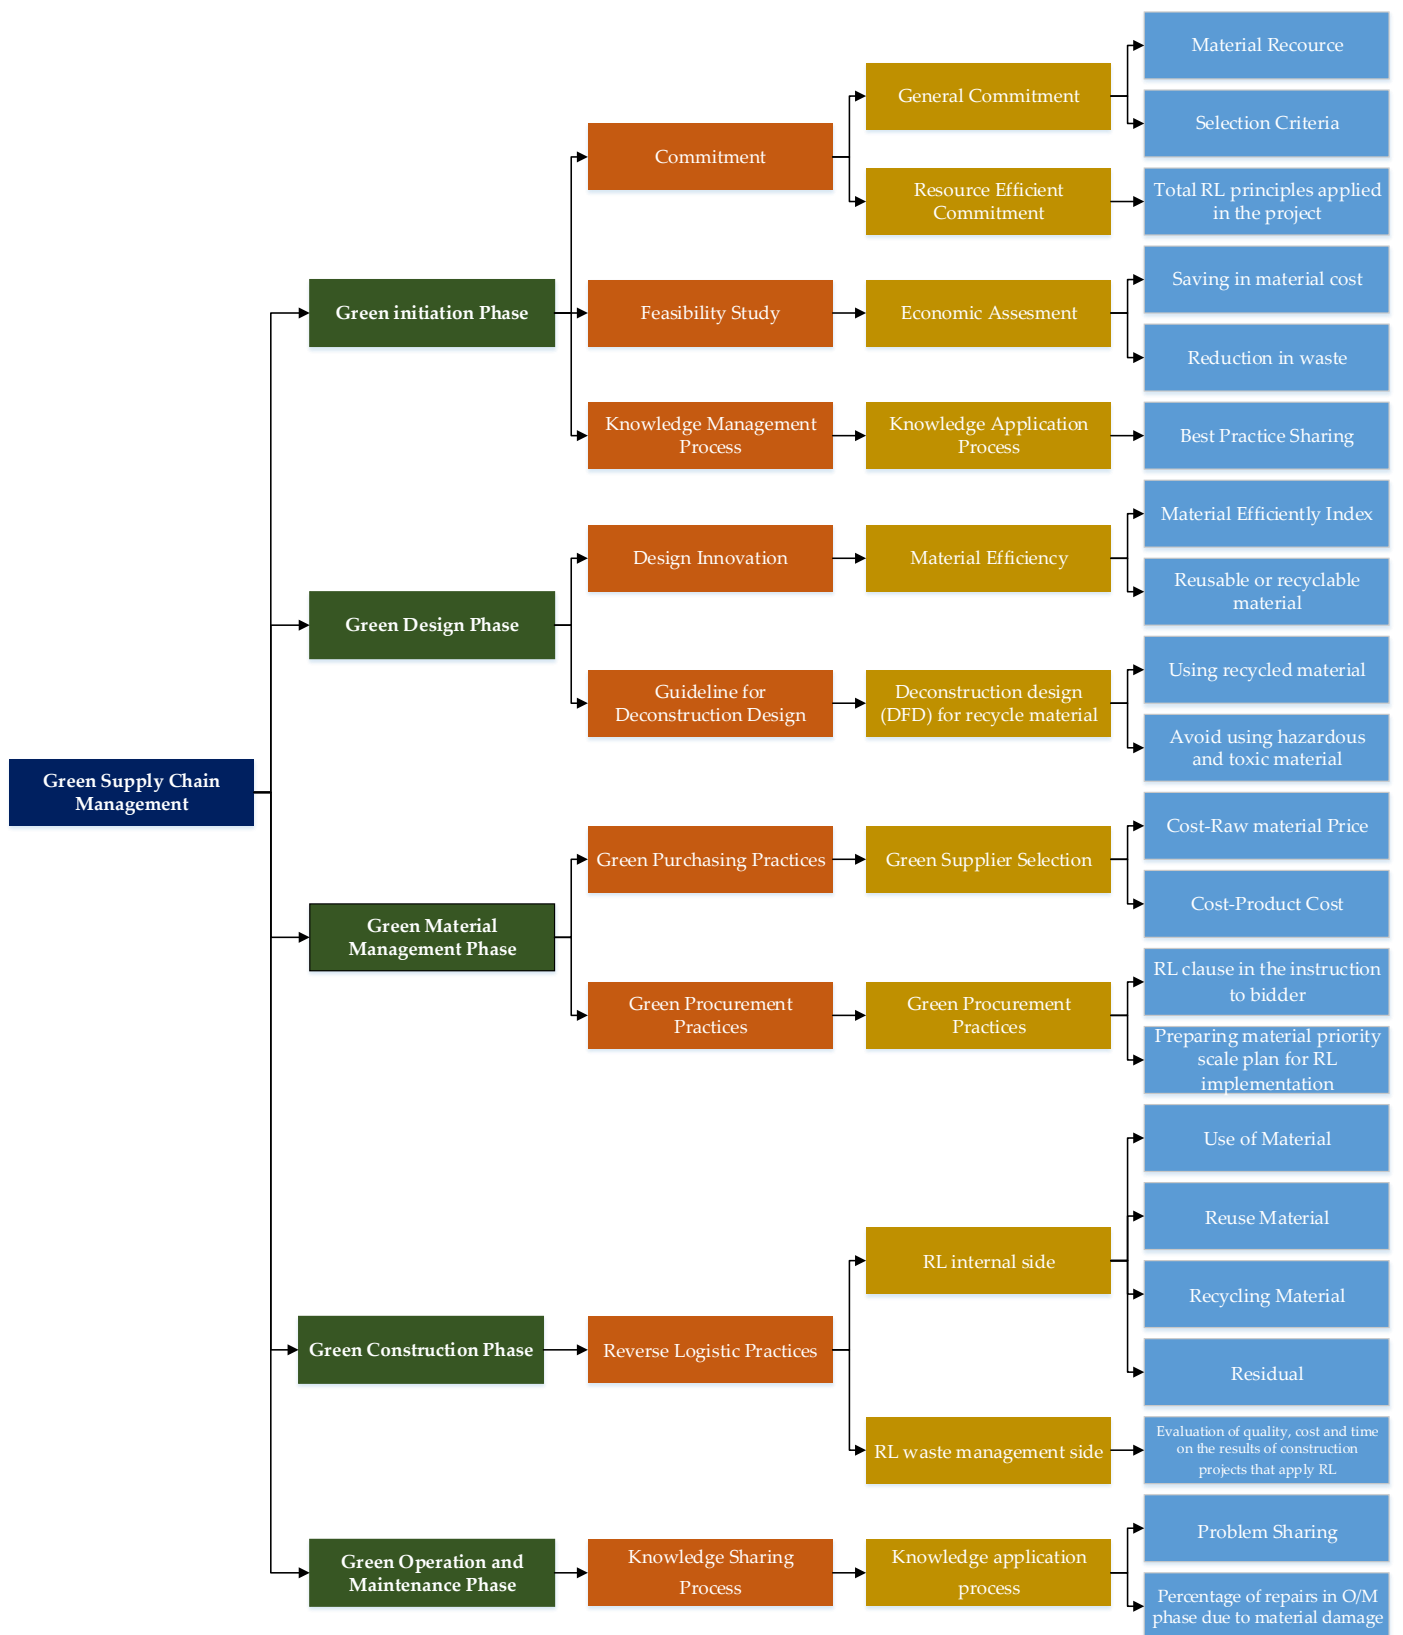 Green Supply Chain
Management
Green initiation Phase
Commitment
General Commitment
Material Recource
Selection Criteria
Resource Efficient
Commitment
Total RL principles applied
in the project
Feasibility Study
Economic Assesment
Saving in material cost
Reduction in waste
Knowledge Management
Process
Knowledge Application
Process
Best Practice Sharing
Green Design Phase
Design Innovation
Material Efficiency
Material Efficiently Index
Reusable or recyclable
material
Guideline for
Deconstruction Design
Deconstruction design
(DFD) for recycle material
Using recycled material
Avoid using hazardous
and toxic material
Green Material
Management Phase
Green Purchasing Practices
Green Supplier Selection
Cost-Raw material Price
Cost-Product Cost
Green Procurement
Practices
Green Procurement
Practices
RL clause in the instruction
to bidder
Preparing material priority
scale plan for RL
implementation
Green Construction Phase
Reverse Logistic Practices
RL internal side
Use of Material
Reuse Material
Recycling Material
Residual
RL waste management side
Evaluation of quality, cost and time
on the results of construction
projects that apply RL
Green Operation and
Maintenance Phase
Knowledge Sharing
Process
Knowledge application
process
Problem Sharing
Percentage of repairs in O/M
phase due to material damage